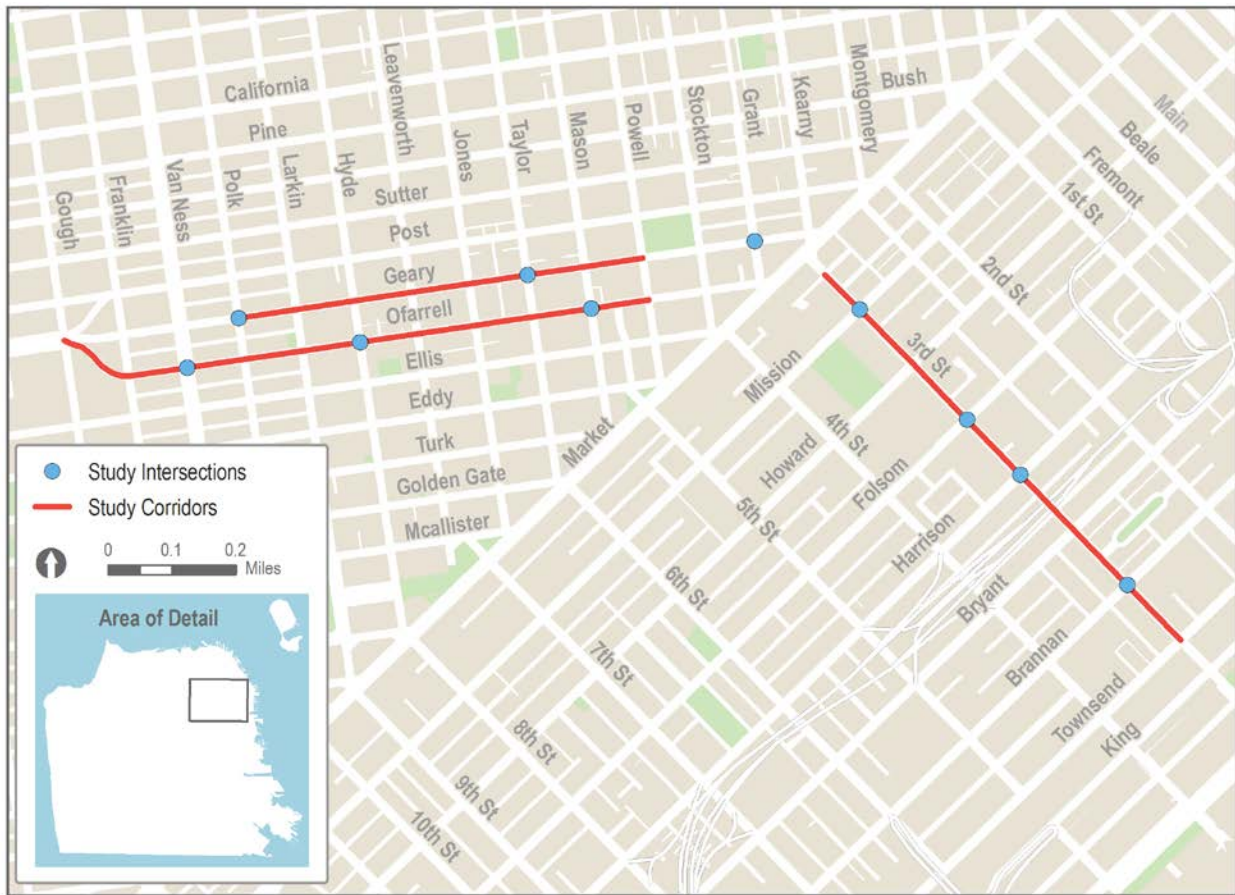 California
Pine
Leavenworth
Montgomery
Bush
Main
Beale
Fremont
1st St
Kearny
Grant
Stockton
Powell
Mason
Taylor
Jones
Hyde
Larkin
Polk
Van Ness
Franklin
Gough
Sutter
Post
Geary
Ofarrell
Ellis
Eddy
Turk
Golden Gate
Mcallister
Market
Mission
Howard
Folsom
Harrison
Bryant
Brannan
Townsend
King
2nd St
3rd St
4th St
5th St
6th St
7th St
8th St
9th St
10th St
Study Intersections
Study Corridors
0 0.1 0.2
Miles
Area of Detail